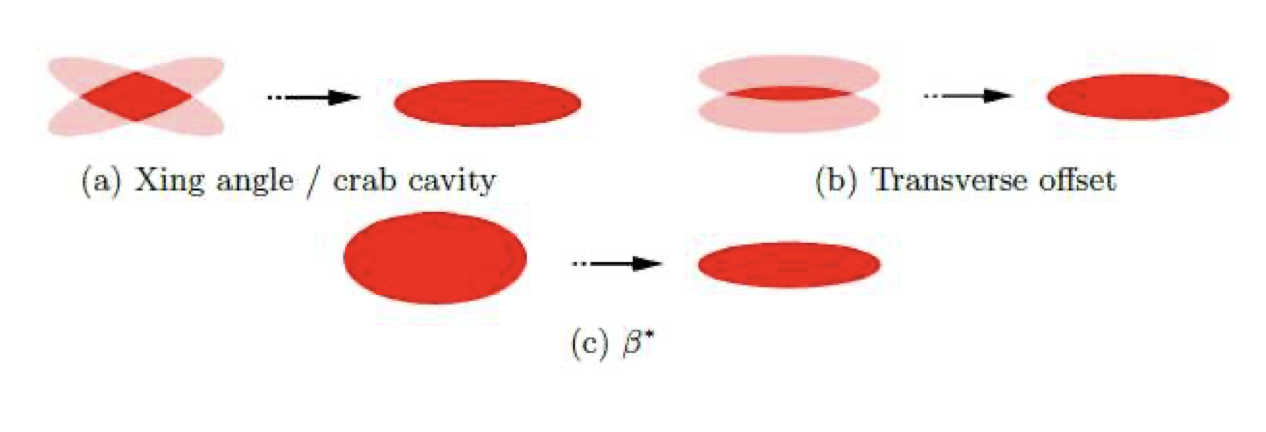 (a) Xing angle / crab cavity
(b) Transverse offset
(c) β*